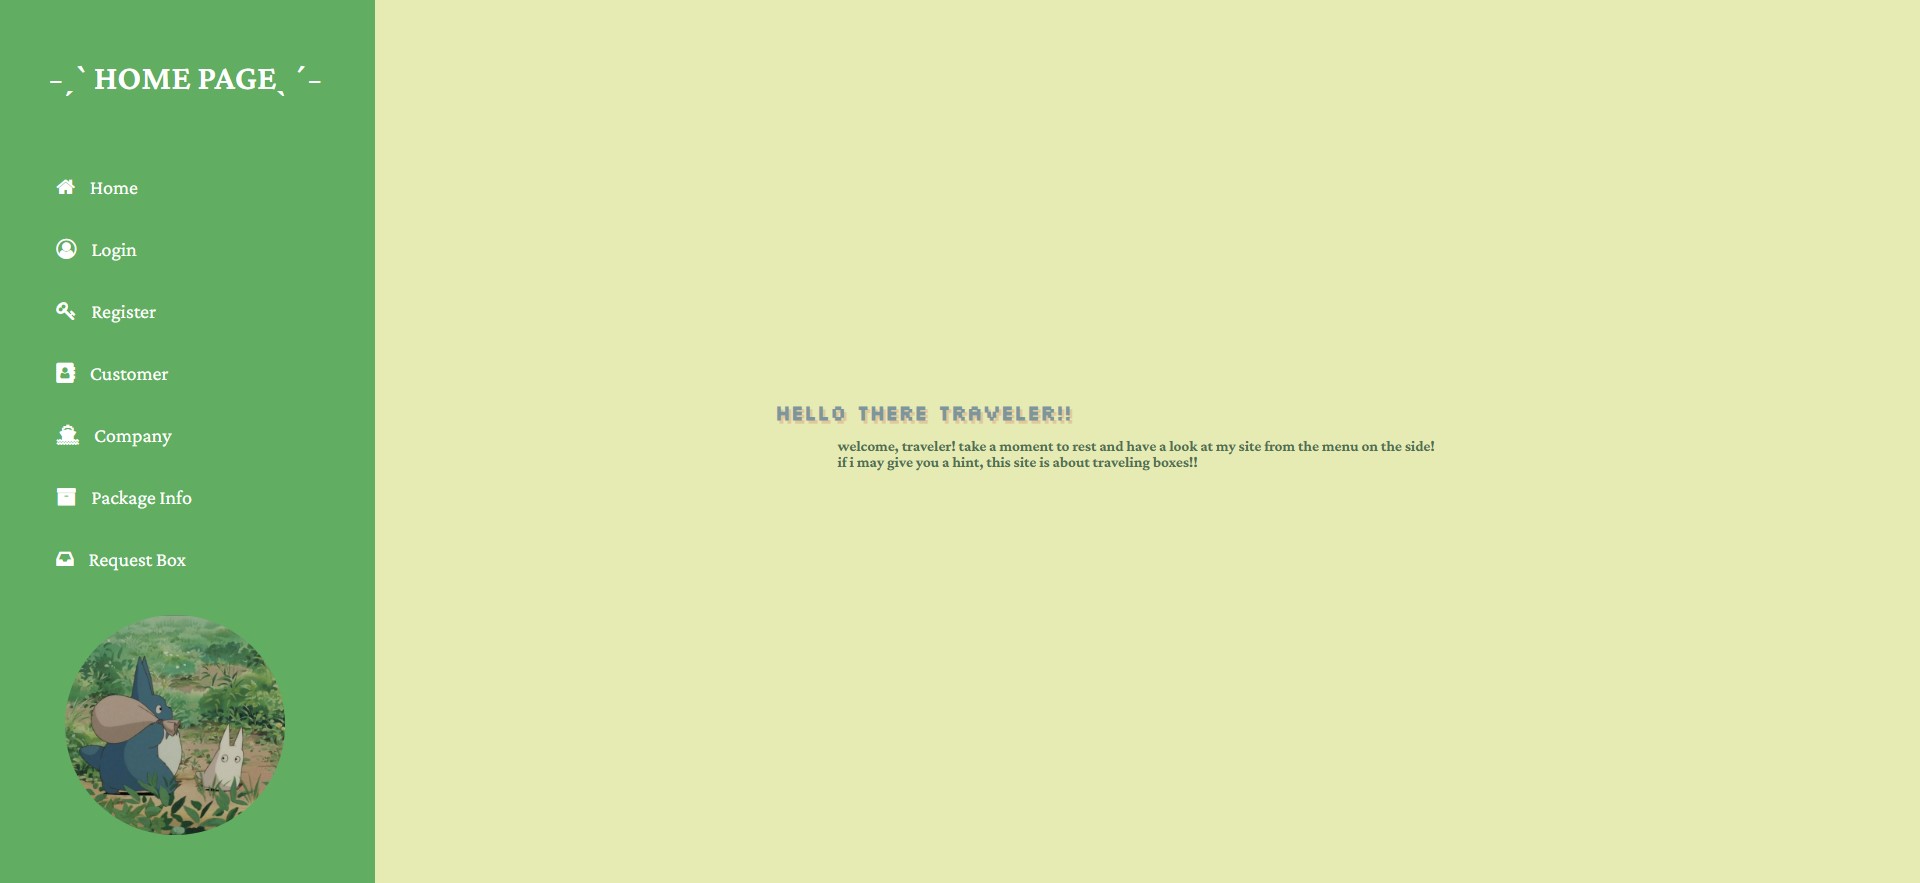 -ˏˋ HOME PAGEˎˊ-
Home
Login
Register
Customer
Company
Package Info
Request Box
HELLO THERE TRAVELER!!
welcome, traveler! take a moment to rest and have a look at my site from the menu on the side!
if i may give you a hint, this site is about traveling boxes!!